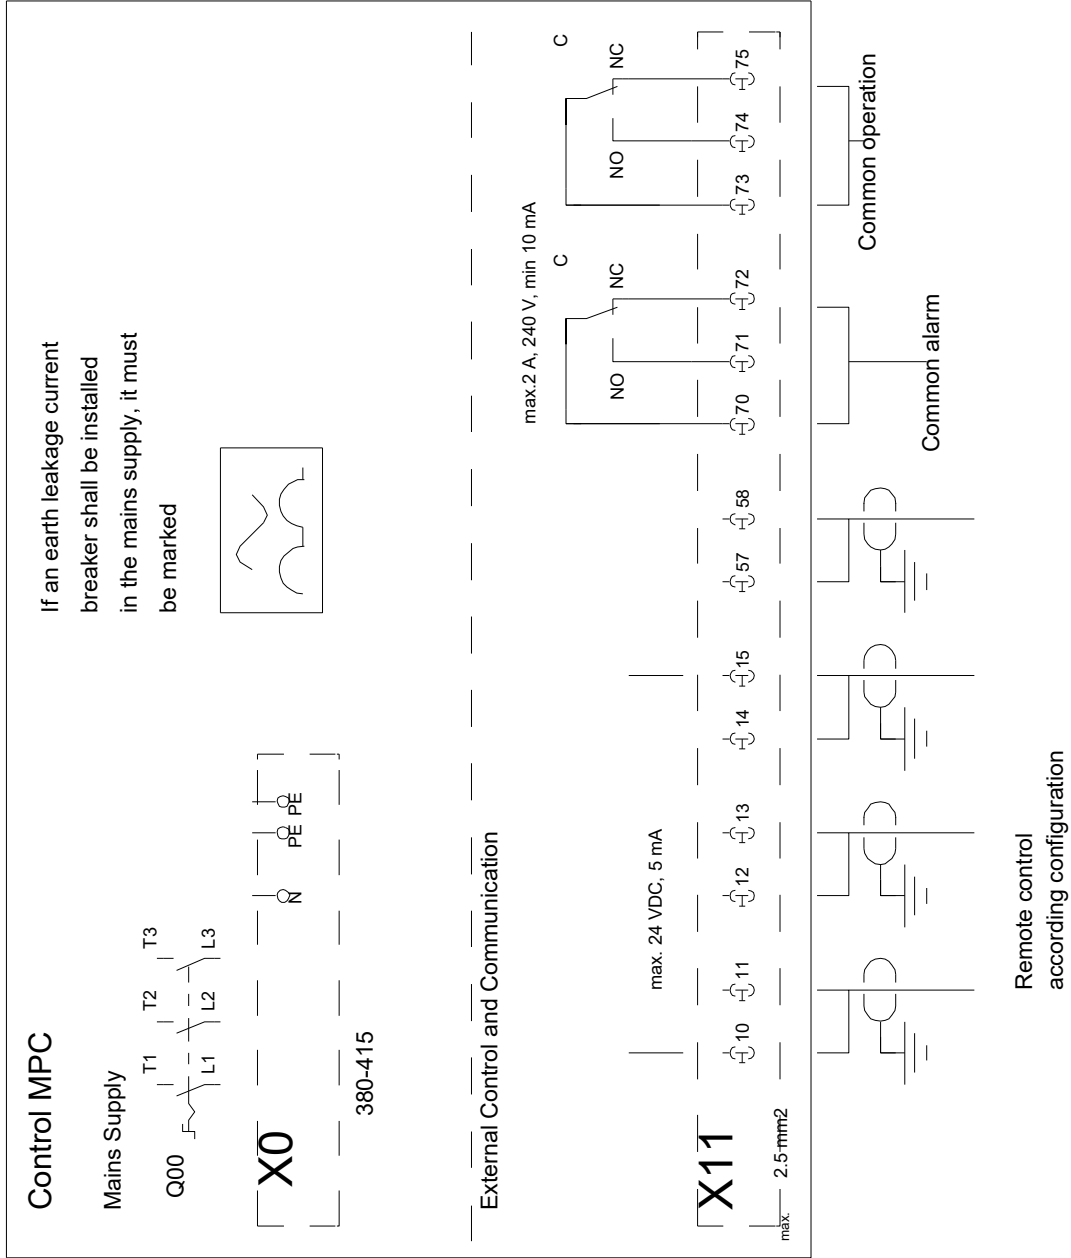 Control MPC
Mains Supply
Q00
T1 T2 T3
L1 L2 L3
X0
N PE PE
380-415
If an earth leakage current
breaker shall be installed
in the mains supply, it must
be marked
External Control and Communication
max. 24 VDC, 5 mA
max.2 A, 240 V, min 10 mA
C
NO NC
C
NO NC
X11
10 11 12 13 14 15 57 58 70 71 72 73 74 75
max. 2.5 mm2
Common alarm
Common operation
Remote control
according configuration